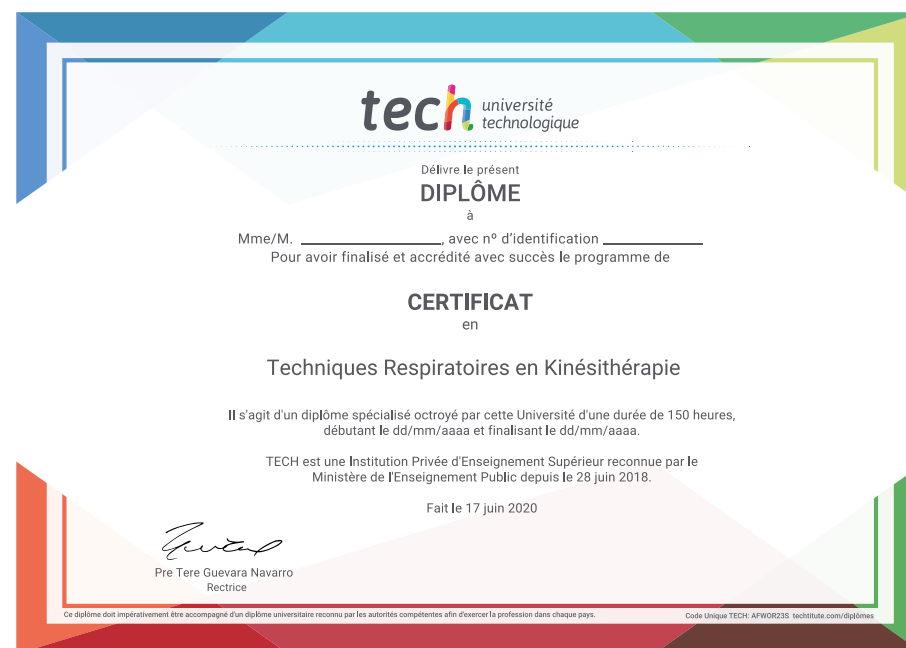 tech université
technologique
Délivre le présent
DIPLÔME
à
Mme/M. ____________________, avec nº d'identification ______________
Pour avoir finalisé et accrédité avec succès le programme de
CERTIFICAT
en
Techniques Respiratoires en Kinésithérapie
Il s'agit d'un diplôme spécialisé octroyé par cette Université d'une durée de 150 heures,
débutant le dd/mm/aaaa et finalisant le dd/mm/aaaa.
TECH est une Institution Privée d'Enseignement Supérieur reconnue par le
Ministère de l'Enseignement Public depuis le 28 juin 2018.
Fait le 17 juin 2020
Pre Tere Guevara Navarro
Rectrice
Ce diplôme doit impérativement être accompagné d'un diplôme universitaire reconnu par les autorités compétentes afin d'exercer la profession dans chaque pays.
Code Unique TECH: AFWOR23S techtitute.com/diplômes